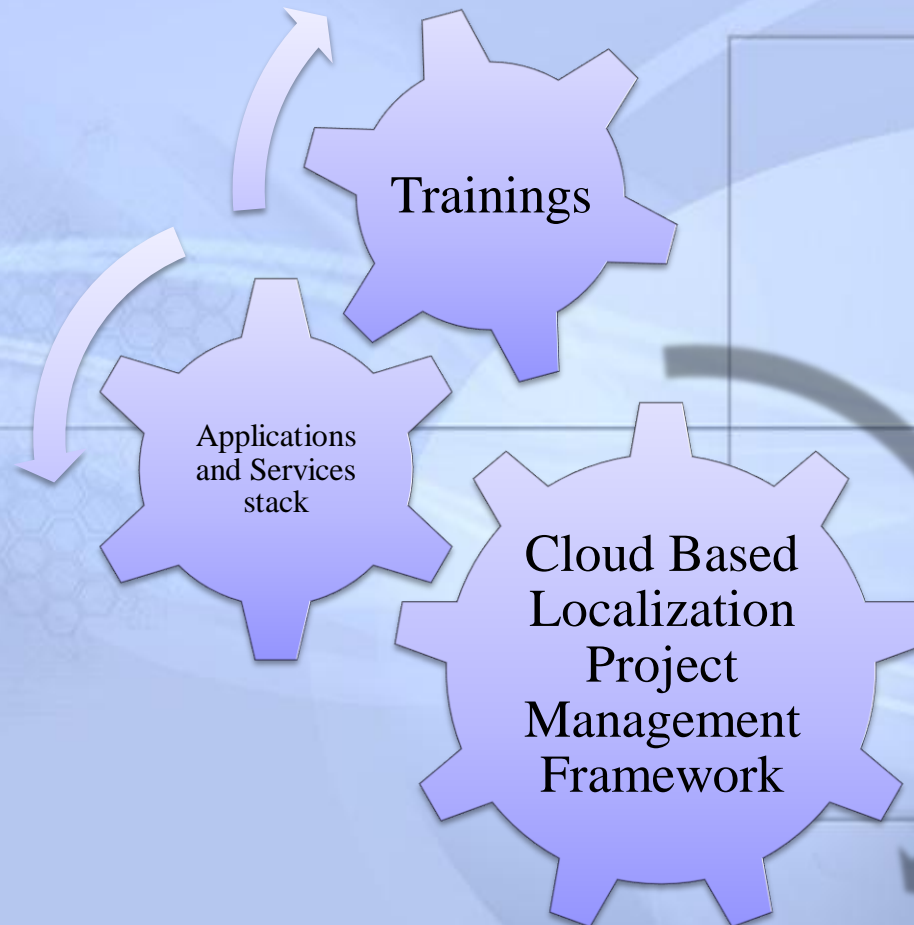 Trainings
Applications
and Services
stack
Cloud Based
Localization
Project
Management
Framework